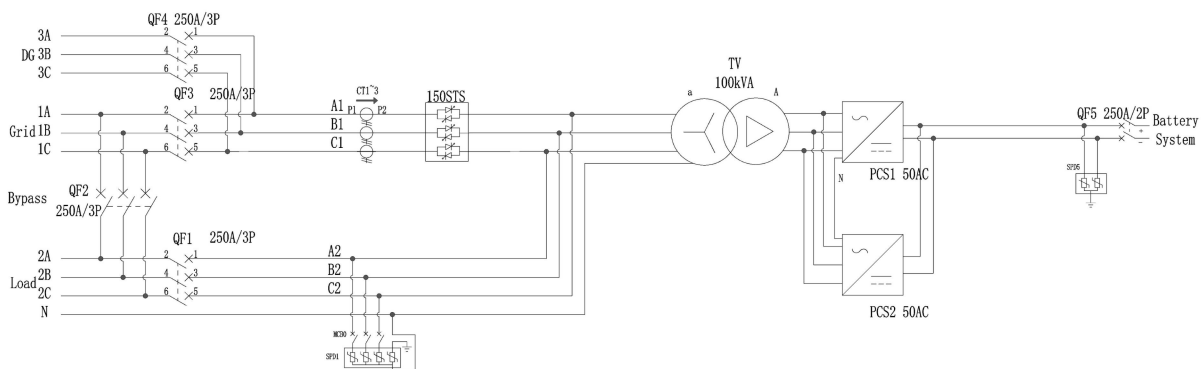 QF4 250A/3P
3A 2 1
DG 3B 4 3
3C 6 5
QF3 250A/3P
1A 2 1
Grid 1B 4 3
1C 6 5
CT1~3
A1 P1 P2
B1
C1
150STS
TV
100kVA
a A
PCS1 50AC
N
QF5 250A/2P
Battery
+
System
-
SPD5
QF2
Bypass
250A/3P
QF1 250A/3P
2A 2 1 A2
2B 4 3 B2
Load
2C 6 5 C2
N
PCS2 50AC
MCB0
SPD1